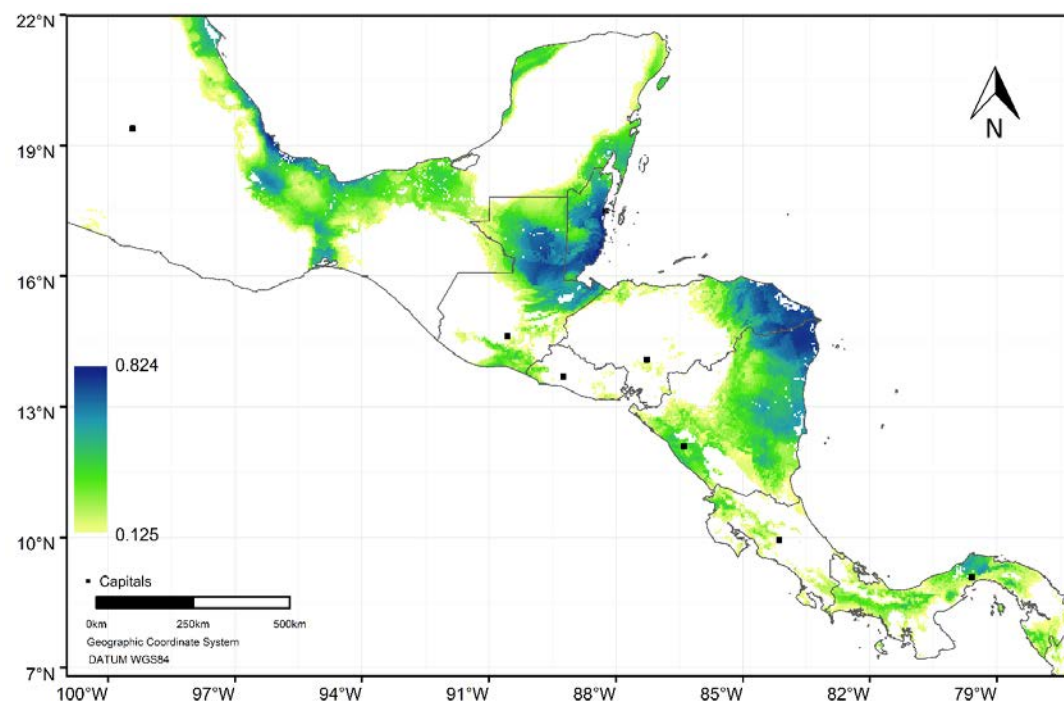 22°N
19°N
16°N
13°N
10°N
7°N
N
0.824
0.125
Capitals
0km 250km 500km
Geographic Coordinate System
DATUM WGS84
100°W 97°W 94°W 91°W 88°W 85°W 82°W 79°W